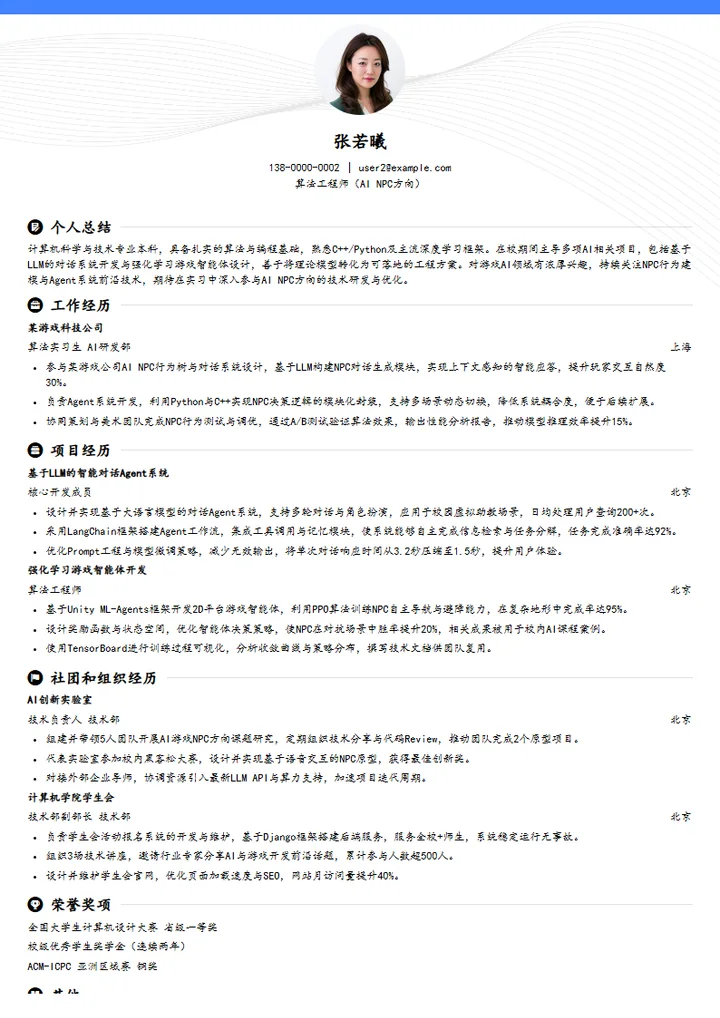 张若曦
138-0000-0002 | user2@example.com
算法工程师（AI NPC方向）
个人总结
计算机科学与技术专业本科，具备扎实的算法与编程基础，熟悉C++/Python及主流深度学习框架。在校期间主导多项AI相关项目，包括基于
LLM的对话系统开发与强化学习游戏智能体设计，善于将理论模型转化为可落地的工程方案。对游戏AI领域有浓厚兴趣，持续关注NPC行为建
模与Agent系统前沿技术，期待在实习中深入参与AI NPC方向的技术研发与优化。
工作经历
某游戏科技公司
算法实习生 AI研发部 上海
• 参与某游戏公司AI NPC行为树与对话系统设计，基于LLM构建NPC对话生成模块，实现上下文感知的智能应答，提升玩家交互自然度
30%。
• 负责Agent系统开发，利用Python与C++实现NPC决策逻辑的模块化封装，支持多场景动态切换，降低系统耦合度，便于后续扩展。
• 协同策划与美术团队完成NPC行为测试与调优，通过A/B测试验证算法效果，输出性能分析报告，推动模型推理效率提升15%。
项目经历
基于LLM的智能对话Agent系统
核心开发成员 北京
• 设计并实现基于大语言模型的对话Agent系统，支持多轮对话与角色扮演，应用于校园虚拟助教场景，日均处理用户查询200+次。
• 采用LangChain框架搭建Agent工作流，集成工具调用与记忆模块，使系统能够自主完成信息检索与任务分解，任务完成准确率达92%。
• 优化Prompt工程与模型微调策略，减少无效输出，将单次对话响应时间从3.2秒压缩至1.5秒，提升用户体验。
强化学习游戏智能体开发
算法工程师 北京
• 基于Unity ML-Agents框架开发2D平台游戏智能体，利用PPO算法训练NPC自主导航与避障能力，在复杂地形中完成率达95%。
• 设计奖励函数与状态空间，优化智能体决策策略，使NPC在对抗场景中胜率提升20%，相关成果被用于校内AI课程案例。
• 使用TensorBoard进行训练过程可视化，分析收敛曲线与策略分布，撰写技术文档供团队复用。
社团和组织经历
AI创新实验室
技术负责人 技术部 北京
• 组建并带领5人团队开展AI游戏NPC方向课题研究，定期组织技术分享与代码Review，推动团队完成2个原型项目。
• 代表实验室参加校内黑客松大赛，设计并实现基于语音交互的NPC原型，获得最佳创新奖。
• 对接外部企业导师，协调资源引入最新LLM API与算力支持，加速项目迭代周期。
计算机学院学生会
技术部副部长 技术部 北京
• 负责学生会活动报名系统的开发与维护，基于Django框架搭建后端服务，服务全校+师生，系统稳定运行无事故。
• 组织3场技术讲座，邀请行业专家分享AI与游戏开发前沿话题，累计参与人数超500人。
• 设计并维护学生会官网，优化页面加载速度与SEO，网站月访问量提升40%。
荣誉奖项
全国大学生计算机设计大赛 省级一等奖
校级优秀学生奖学金（连续两年）
ACM-ICPC 亚洲区域赛 铜奖